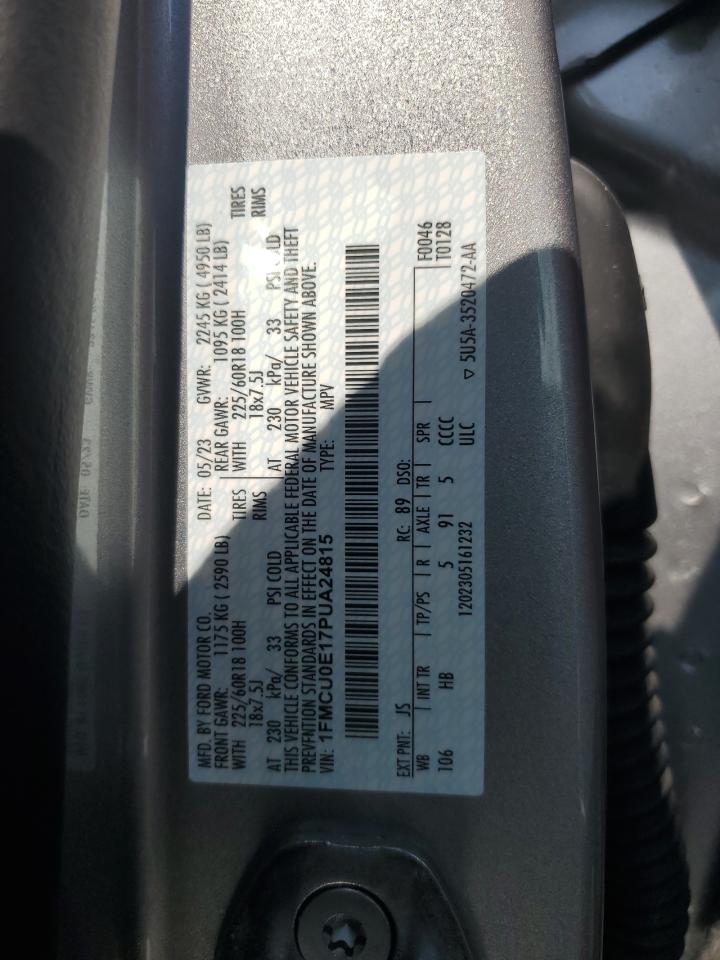 MFD. BY FORD MOTOR CO. DATE: 05/23 GVWR: 2245 KG ( 4950 LB)
FRONT GAWR: 1175 KG ( 2590 LB) REAR GAWR: 1095 KG ( 2414 LB)
WITH 225/60R18 100H TIRES WITH 225/60R18 100H TIRES
18x7.5J RIMS 18x7.5J RIMS
AT 230 kPa/ 33 PSI COLD AT 230 kPa/ 33 PSI COLD
THIS VEHICLE CONFORMS TO ALL APPLICABLE FEDERAL MOTOR VEHICLE SAFETY AND THEFT
PREVENTION STANDARDS IN EFFECT ON THE DATE OF MANUFACTURE SHOWN ABOVE.
VIN: 1FMCU0E17PUA24815 TYPE: MPV
EXT PNT: JS RC: 89 DSO: F0046
WB INT TR TP/PS R AXLE TR SPR T0128
106 HB 5 91 5 CCCC
1202305161232 ULC ▽ 5U5A-3520472-AA